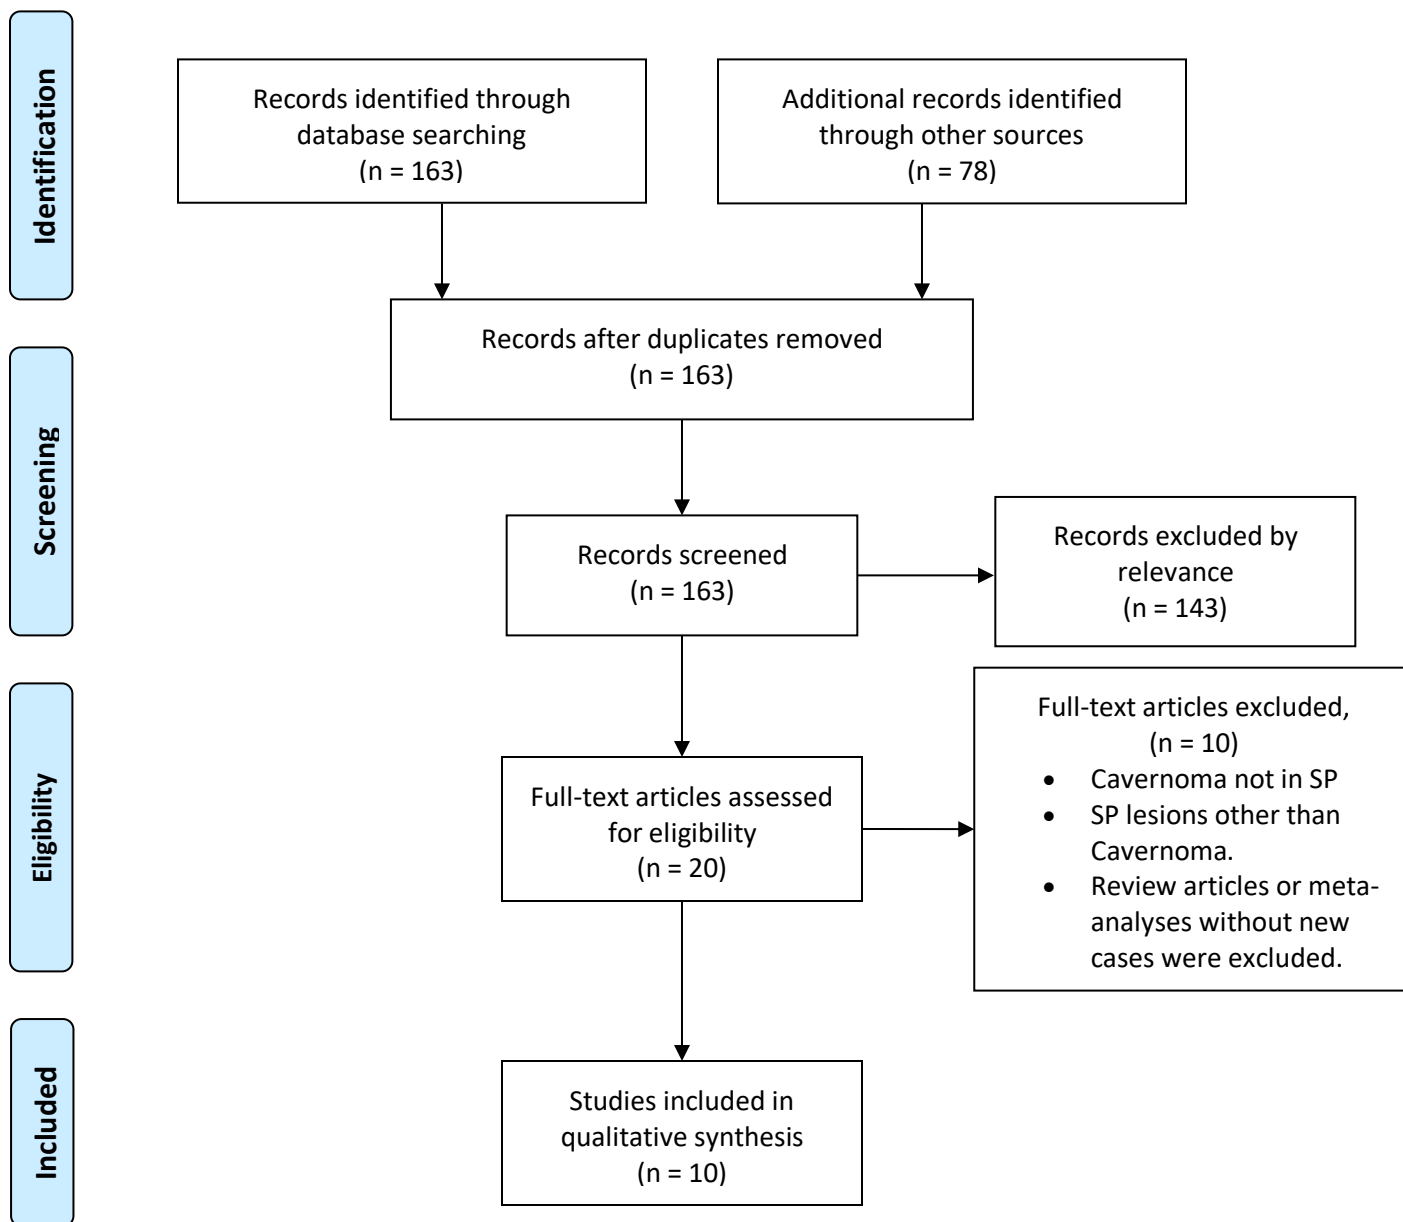 Identification
Records identified through
database searching
(n = 163)
Additional records identified
through other sources
(n = 78)
Records after duplicates removed
(n = 163)
Screening
Records screened
(n = 163)
Records excluded by
relevance
(n = 143)
Eligibility
Full-text articles assessed
for eligibility
(n = 20)
Full-text articles excluded,
(n = 10)
• Cavernoma not in SP
• SP lesions other than
Cavernoma.
• Review articles or meta-
analyses without new
cases were excluded.
Included
Studies included in
qualitative synthesis
(n = 10)